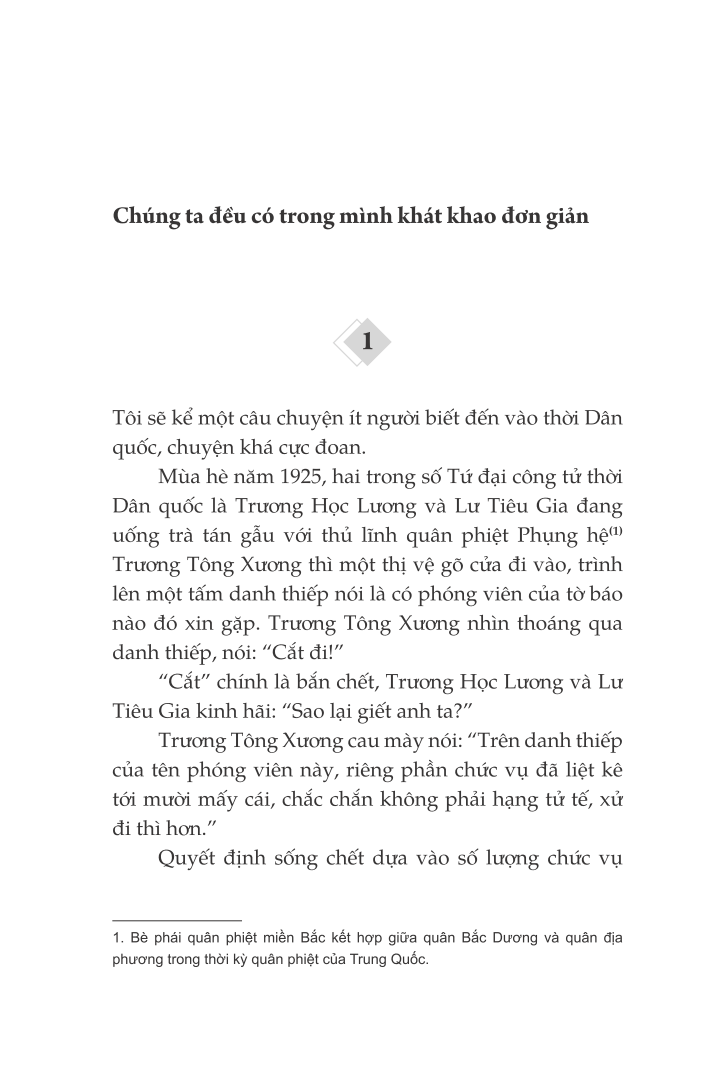 Chúng ta đều có trong mình khát khao đơn giản
1
Tôi sẽ kể một câu chuyện ít người biết đến vào thời Dân
quốc, chuyện khá cực đoan.
Mùa hè năm 1925, hai trong số Tứ đại công tử thời
Dân quốc là Trương Học Lương và Lư Tiêu Gia đang
uống trà tán gẫu với thủ lĩnh quân phiệt Phụng hệ(1)
Trương Tông Xương thì một thị vệ gõ cửa đi vào, trình
lên một tấm danh thiếp nói là có phóng viên của tờ báo
nào đó xin gặp. Trương Tông Xương nhìn thoáng qua
danh thiếp, nói: “Cắt đi!”
“Cắt” chính là bắn chết, Trương Học Lương và Lư
Tiêu Gia kinh hãi: “Sao lại giết anh ta?”
Trương Tông Xương cau mày nói: “Trên danh thiếp
của tên phóng viên này, riêng phần chức vụ đã liệt kê
tới mười mấy cái, chắc chắn không phải hạng tử tế, xử
đi thì hơn.”
Quyết định sống chết dựa vào số lượng chức vụ
1. Bè phái quân phiệt miền Bắc kết hợp giữa quân Bắc Dương và quân địa
phương trong thời kỳ quân phiệt của Trung Quốc.